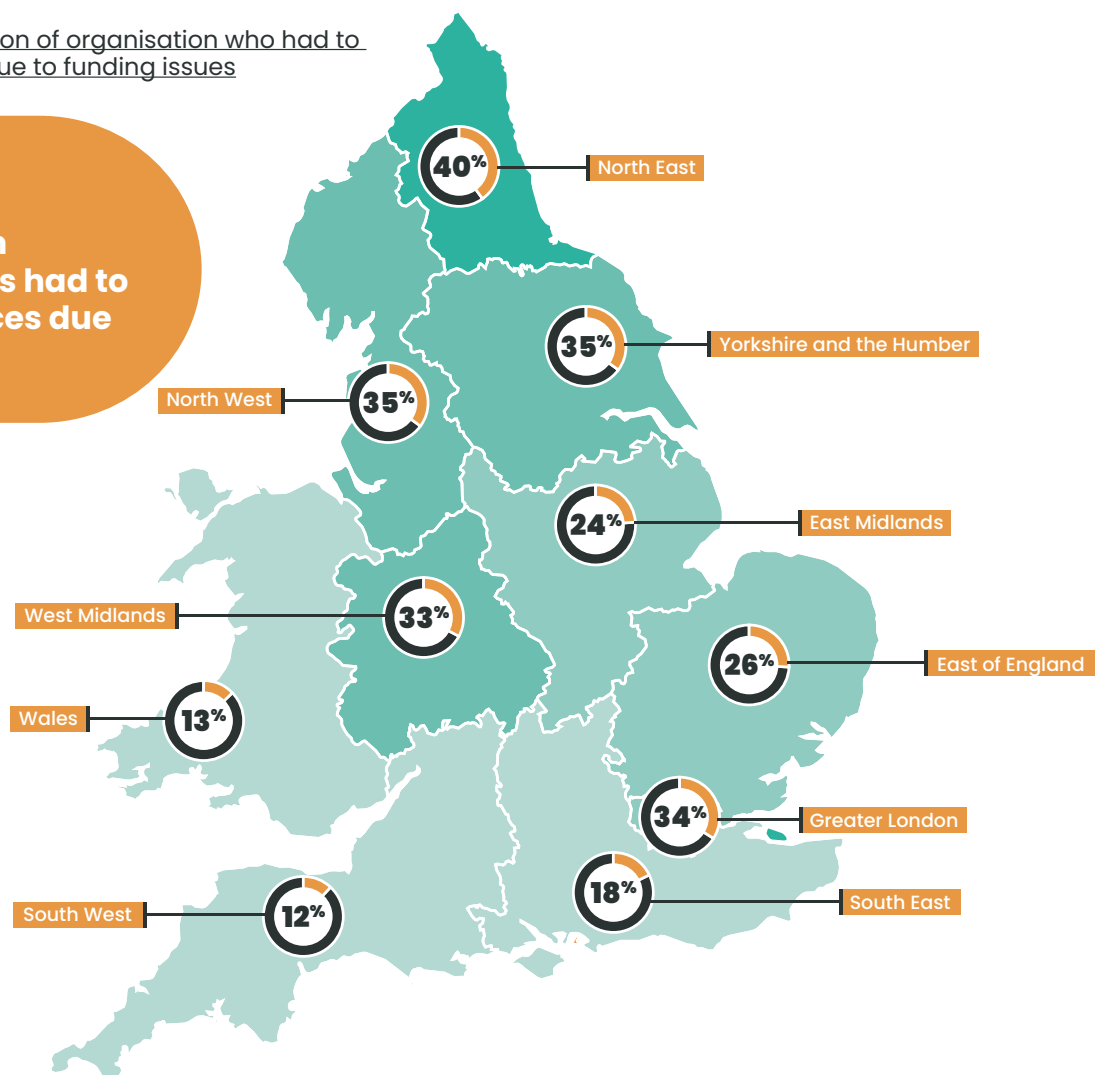 on of organisation who had to
ue to funding issues
s had to
ces due
40%
North East
35%
Yorkshire and the Humber
North West
35%
24%
East Midlands
West Midlands
33%
26%
East of England
Wales
13%
34%
Greater London
18%
South East
South West
12%